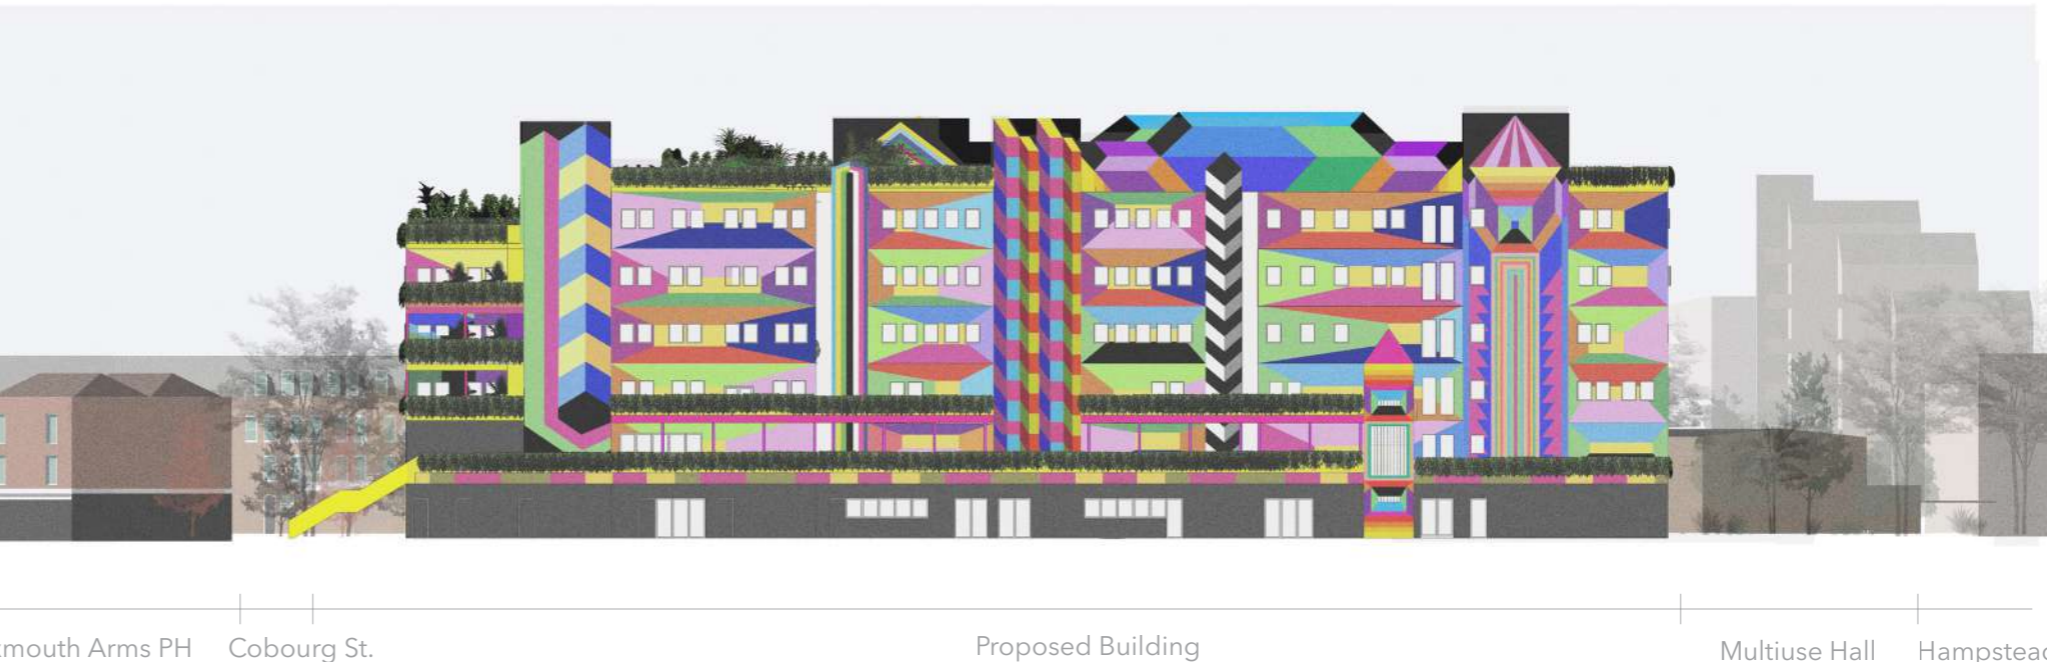 mouth Arms PH
Cobourg St.
Proposed Building
Multiuse Hall
Hampstead